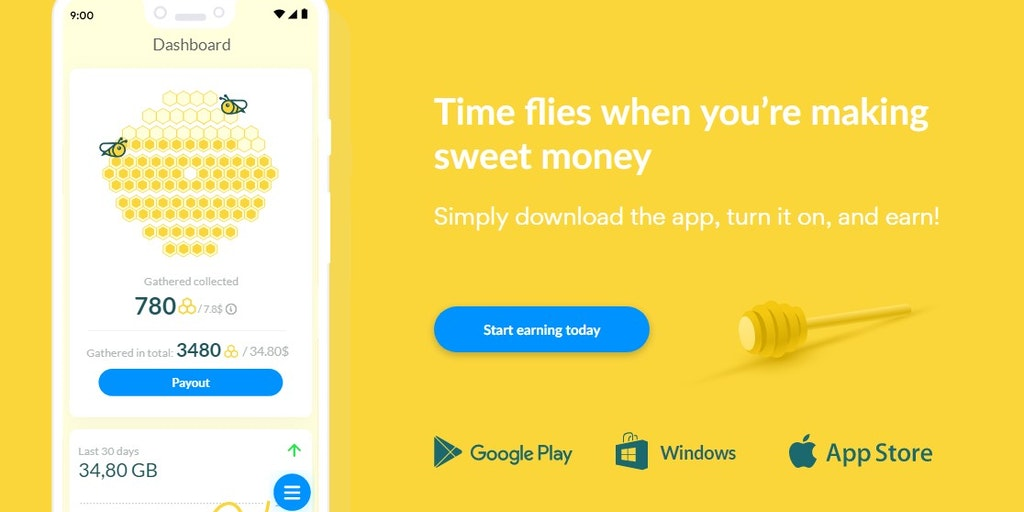 9:00
Dashboard
Gathered collected
780 / 7.8$
Gathered in total: 3480 / 34.80$
Payout
Last 30 days
34,80 GB
Time flies when you're making
sweet money
Simply download the app, turn it on, and earn!
Start earning today
Google Play
Windows
App Store